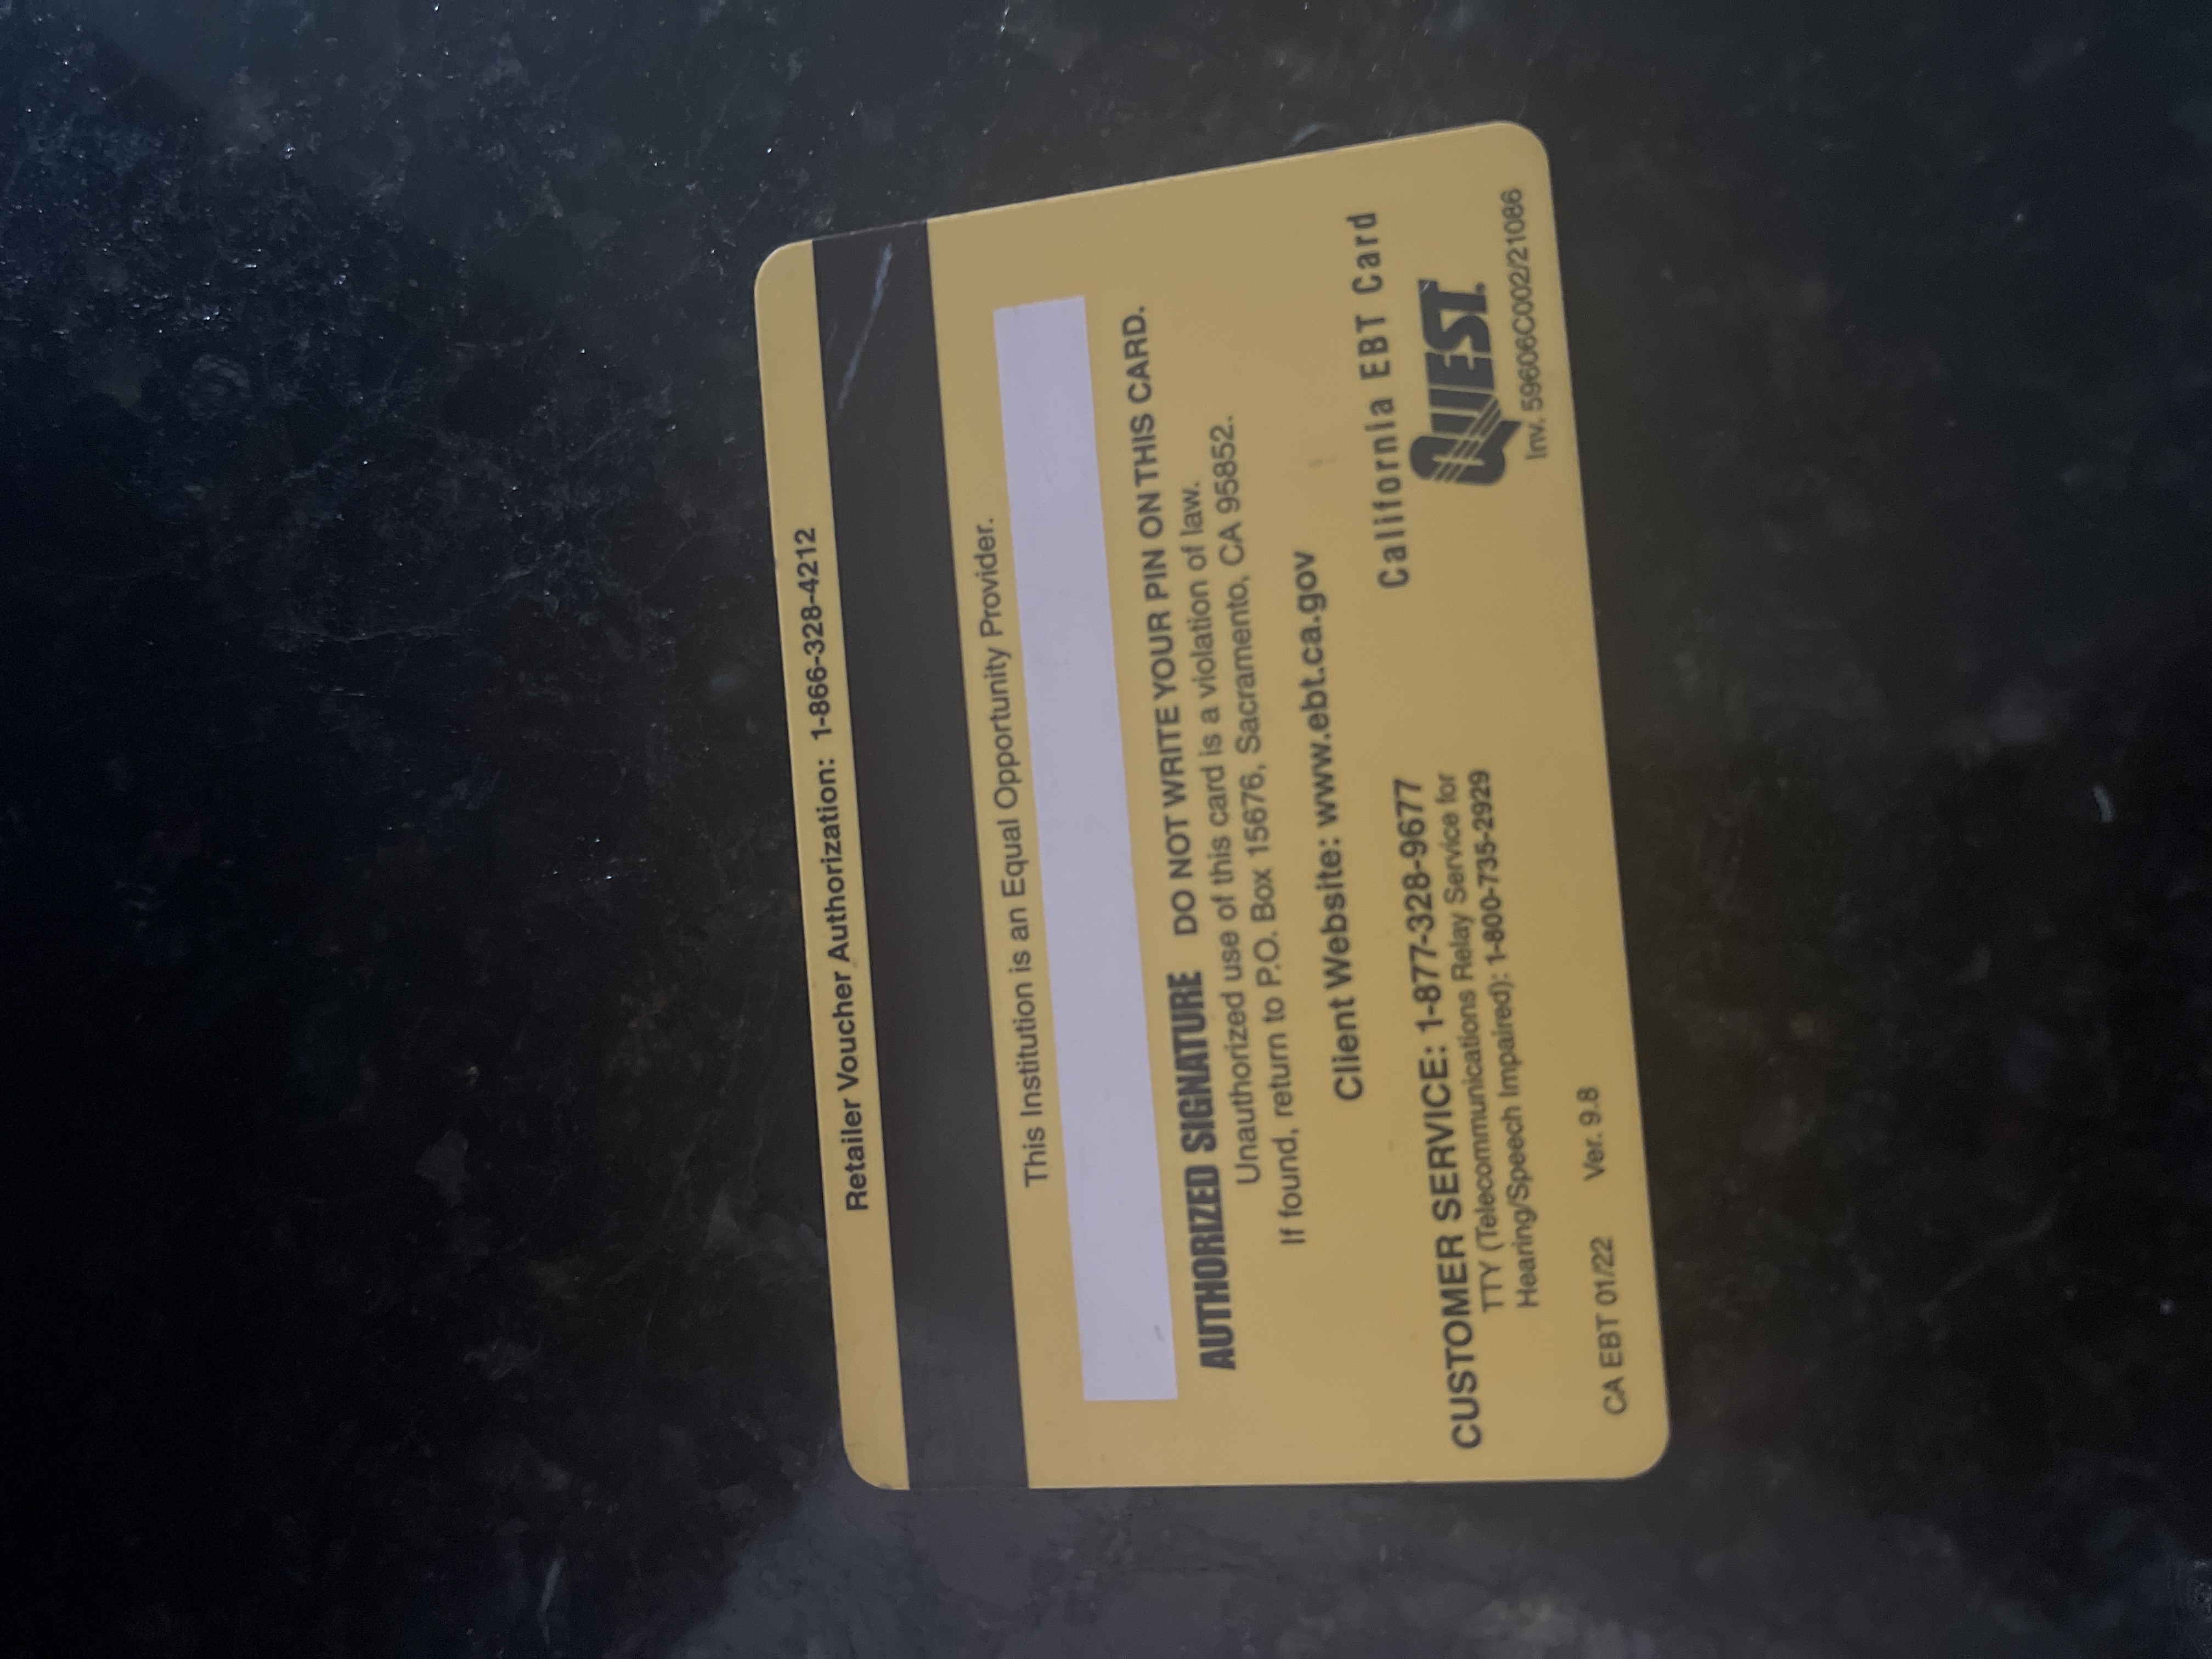 Retailer Voucher Authorization: 1-866-328-4212
This Institution is an Equal Opportunity Provider.
AUTHORIZED SIGNATURE DO NOT WRITE YOUR PIN ON THIS CARD.
Unauthorized use of this card is a violation of law.
If found, return to P.O. Box 15676, Sacramento, CA 95852.
Client Website: www.ebt.ca.gov
California EBT Card
QUEST
Inv. 59606C002/21086
CUSTOMER SERVICE: 1-877-328-9677
TTY (Telecommunications Relay Service for
Hearing/Speech Impaired): 1-800-735-2929
CA EBT 01/22 Ver. 9.8